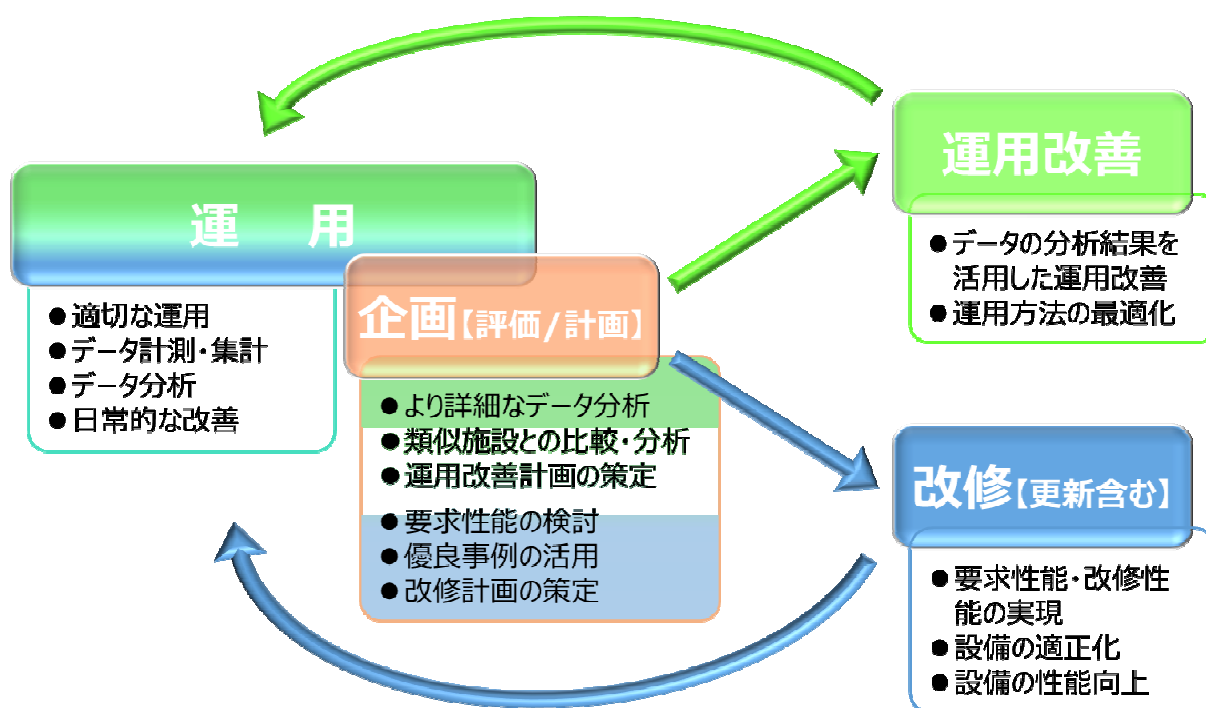 運　用
●適切な運用
●データ計測・集計
●データ分析
●日常的な改善
企画【評価/計画】
●より詳細なデータ分析
●類似施設との比較・分析
●運用改善計画の策定
●要求性能の検討
●優良事例の活用
●改修計画の策定
運用改善
●データの分析結果を
活用した運用改善
●運用方法の最適化
改修【更新含む】
●要求性能・改修性
能の実現
●設備の適正化
●設備の性能向上